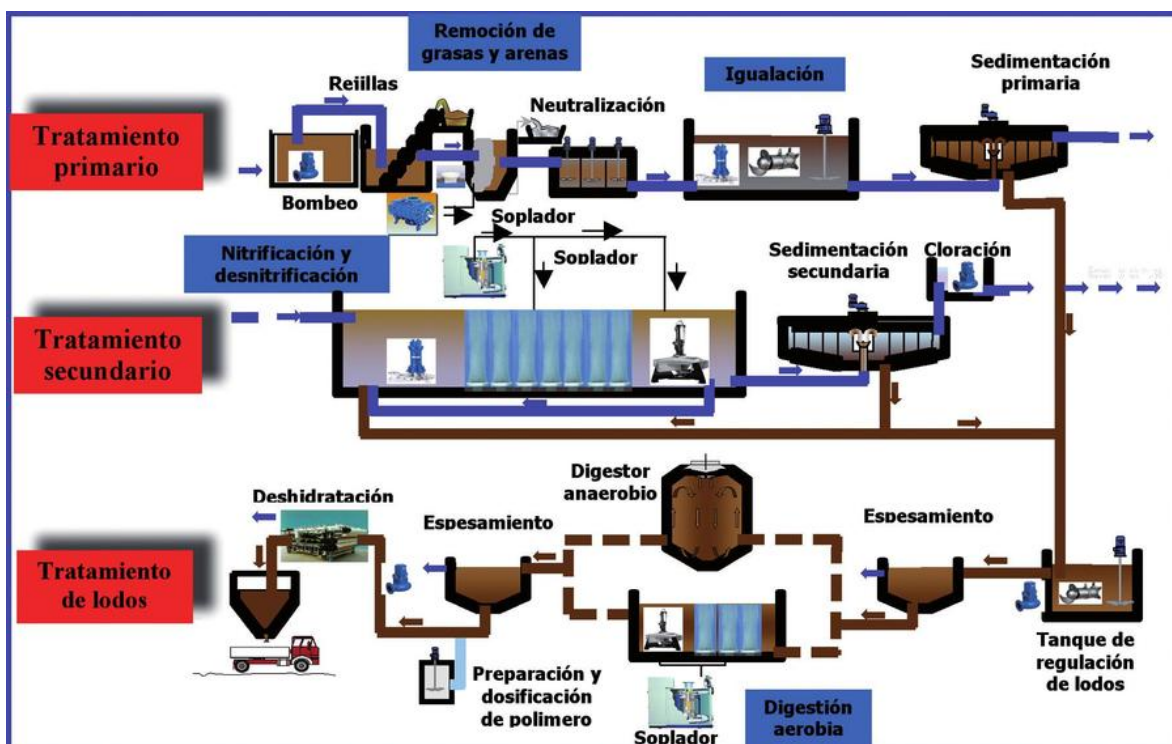 Remoción de
grasas y arenas
Reiillas
Neutralización
Igualación
Sedimentación
primaria
Tratamiento
primario
Bombeo
Soplador
Nitrificación y
desnitrificación
Soplador
Sedimentación
secundaria
Cloración
Tratamiento
secundario
Digestor
anaerobio
Deshidratación
Espesamiento
Espesamiento
Tratamiento
de lodos
Tanque de
regulación
de lodos
Preparación y
dosificación
de polimero
Soplador
Digestión
aerobia